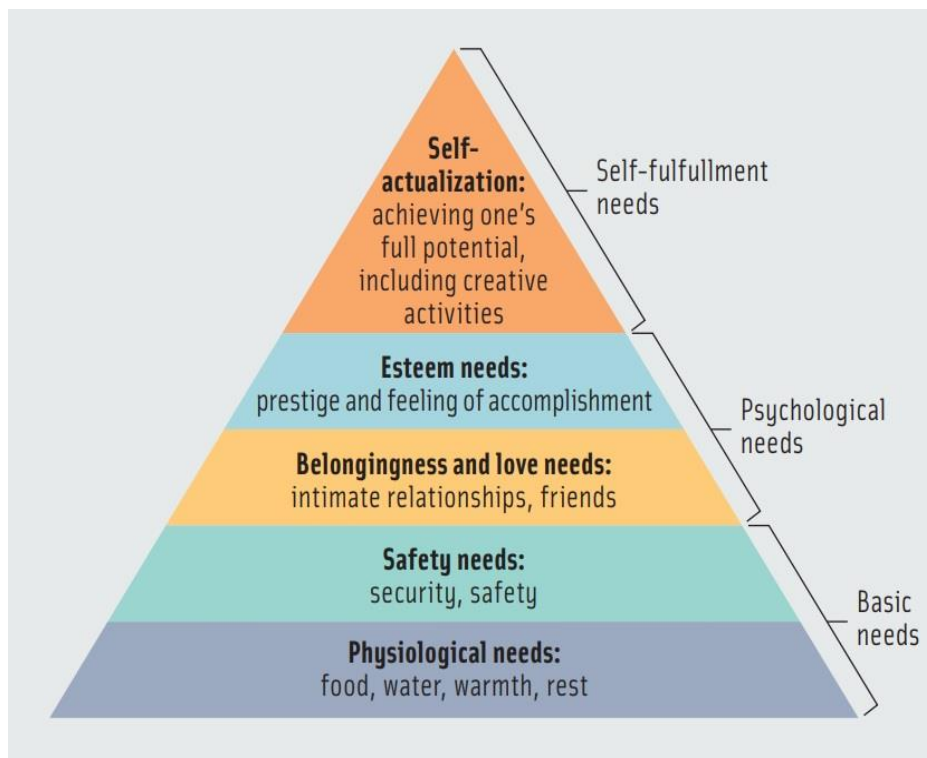 Self-
actualization:
achieving one's
full potential,
including creative
activities
Self-fulfullment
needs
Esteem needs:
prestige and feeling of accomplishment
Psychological
needs
Belongingness and love needs:
intimate relationships, friends
Safety needs:
security, safety
Basic
needs
Physiological needs:
food, water, warmth, rest